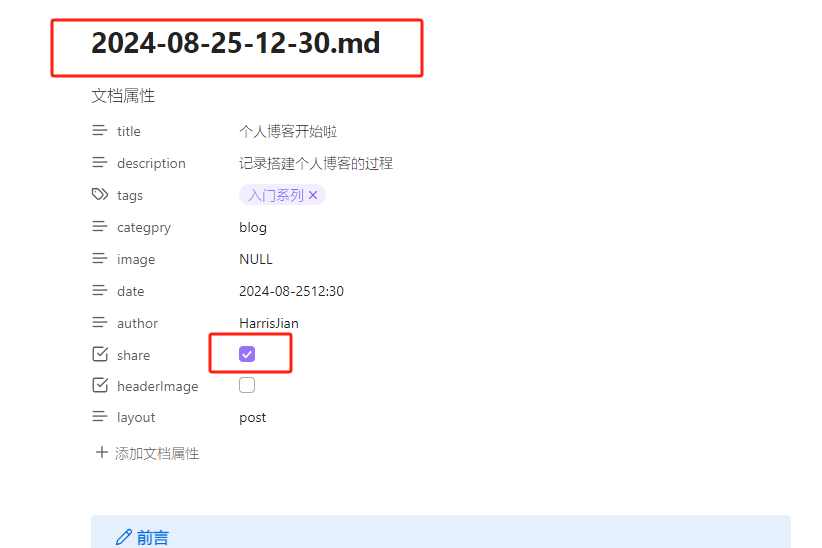 2024-08-25-12-30.md
文档属性
title 个人博客开始啦
description 记录搭建个人博客的过程
tags 入门系列 ×
categpry blog
image NULL
date 2024-08-2512:30
author HarrisJian
share
headerImage
layout post
+ 添加文档属性
前言